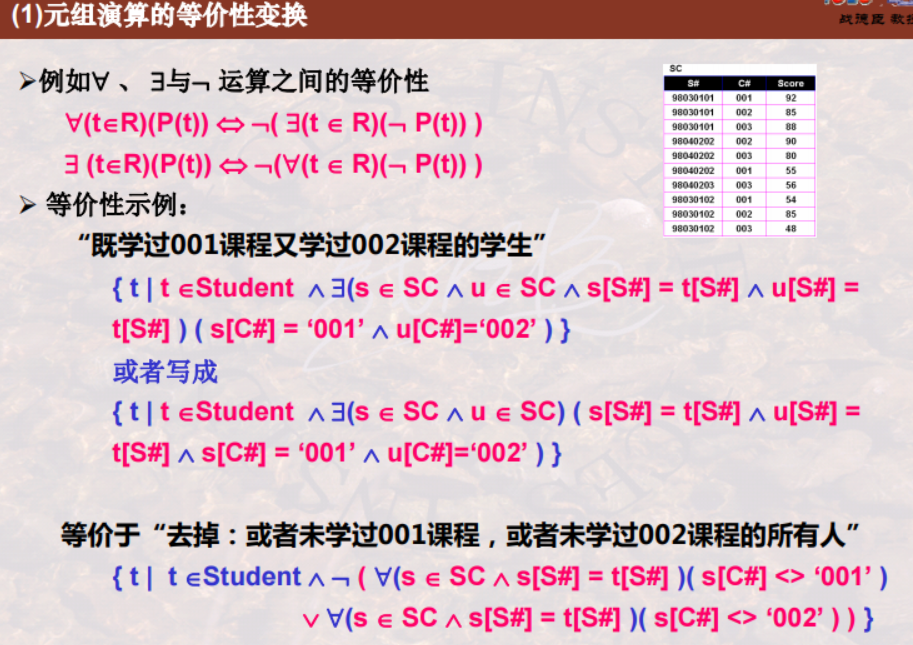 (1)元组演算的等价性变换
战德臣 教授
➢例如∀ 、 ∃与¬ 运算之间的等价性
∀(t∈R)(P(t)) ⇔ ¬( ∃(t ∈ R)(¬ P(t)) )
∃ (t∈R)(P(t)) ⇔ ¬(∀(t ∈ R)(¬ P(t)) )
➢ 等价性示例：
“既学过001课程又学过002课程的学生”
{ t | t ∈Student ∧ ∃(s ∈ SC ∧ u ∈ SC ∧ s[S#] = t[S#] ∧ u[S#] =
t[S#] ) ( s[C#] = ‘001’ ∧ u[C#]=‘002’ ) }
或者写成
{ t | t ∈Student ∧ ∃(s ∈ SC ∧ u ∈ SC) ( s[S#] = t[S#] ∧ u[S#] =
t[S#] ∧ s[C#] = ‘001’ ∧ u[C#]=‘002’ ) }
等价于“去掉：或者未学过001课程，或者未学过002课程的所有人”
{ t | t ∈Student ∧ ¬ ( ∀(s ∈ SC ∧ s[S#] = t[S#] )( s[C#] <> ‘001’ )
∨ ∀(s ∈ SC ∧ s[S#] = t[S#] )( s[C#] <> ‘002’ ) ) }
SC
S# C# Score
98030101 001 92
98030101 002 85
98030101 003 88
98040202 002 90
98040202 003 80
98040202 001 55
98040203 003 56
98030102 001 54
98030102 002 85
98030102 003 48